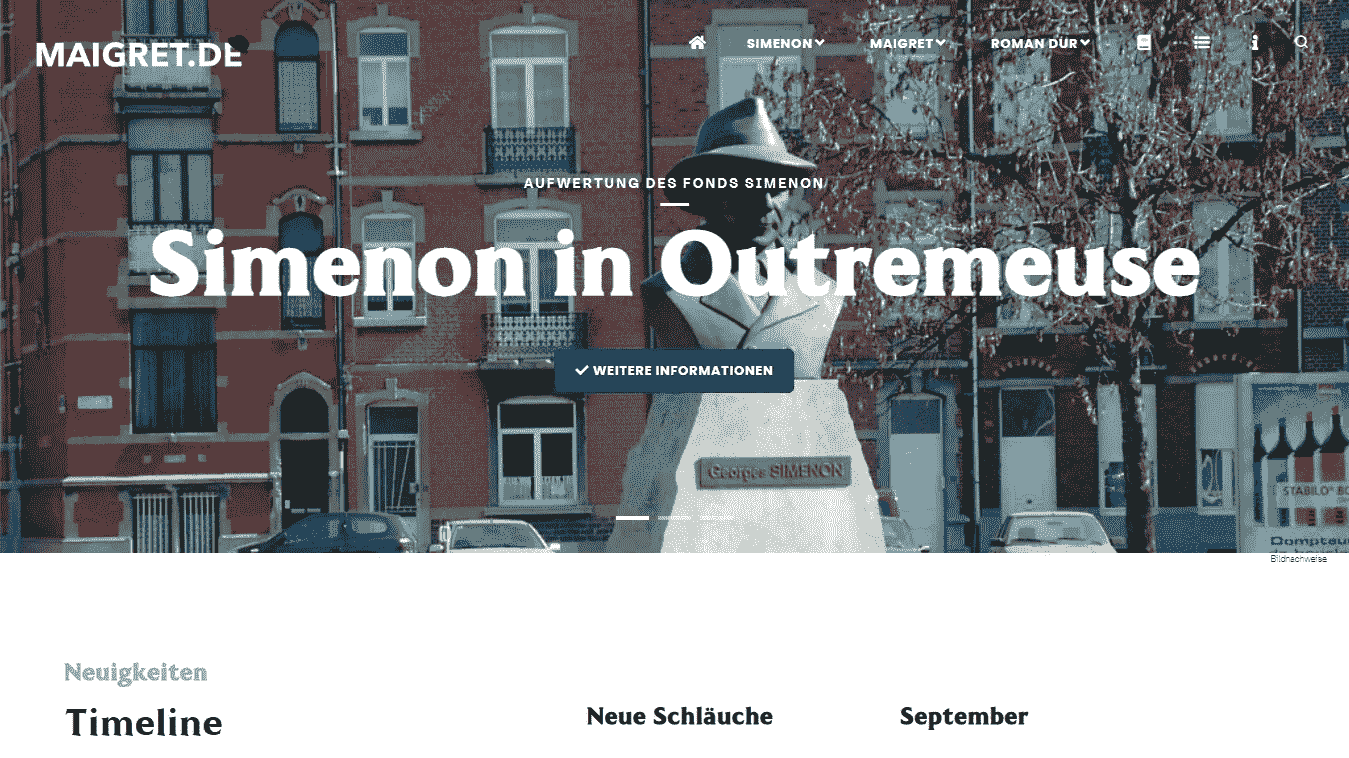 MAIGRET.DE
SIMENON
MAIGRET
ROMAN DUR
AUFWERTUNG DES FONDS SIMENON
Simenon in Outremeuse
WEITERE INFORMATIONEN
Georges SIMENON
STABILO®
Dompteur
Bildnachweise
Neuigkeiten
Timeline
Neue Schläuche
September